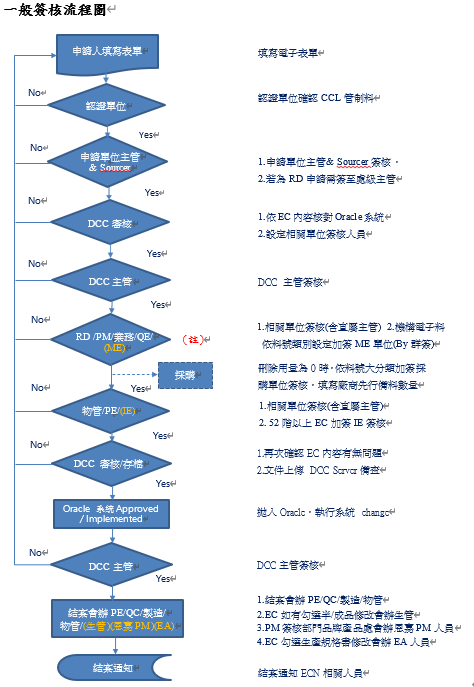 一般簽核流程圖
申請人填寫表單
填寫電子表單
No
認證單位
認證單位確認 CCL 管制料
Yes
No
申請單位主管
& Sourcer
1.申請單位主管& Sourcer 簽核。
2.若為 RD 申請需簽至處級主管
Yes
No
DCC 審核
1.依 EC 內容核對 Oracle 系統
2.設定相關單位簽核人員
Yes
No
DCC 主管
DCC 主管簽核
Yes
No
RD /PM/業務/QE/
(ME)
(註)
1.相關單位簽核(含直屬主管) 2.機構電子料
依料號類別設定加簽 ME 單位(By 群簽)
採購
刪除用量為 0 時,依料號大分類加簽採
購單位簽核,填寫廠商先行備料數量
Yes
No
物管/PE/(IE)
1.相關單位簽核(含直屬主管)
2. 52 階以上 EC 加簽 IE 簽核
Yes
No
DCC 審核/存檔
1.再次確認 EC 內容有無問題
2.文件上傳 DCC Server 備查
Yes
Oracle 系統 Approved
/ Implemented
拋入 Oracle,執行系統 change
No
DCC 主管
DCC 主管簽核
Yes
結案會辦 PE/QC/製造/
物管/(生管)(恩嘉 PM)(EA)
1.結案會辦 PE/QC/製造/物管
2.EC 如有勾選半/成品修改會辦生管
3.PM 簽核部門品牌產品處會辦恩嘉 PM 人員
4.EC 勾選生產規格書修改會辦 EA 人員
結案通知
結案通知 ECN 相關人員